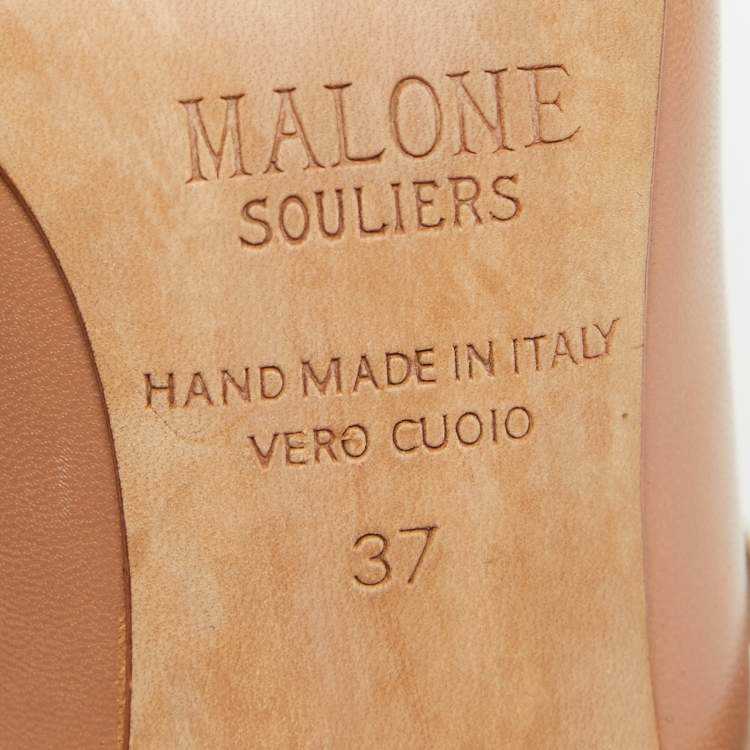 MALONE
SOULIERS
HAND MADE IN ITALY
VERO CUOIO
37